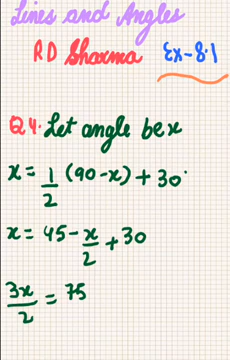 Lines and Angles
RD Sharma Ex-8.1
Q4. Let angle be x
x = 1/2 (90-x) + 30°
x = 45 - x/2 + 30
3x/2 = 75